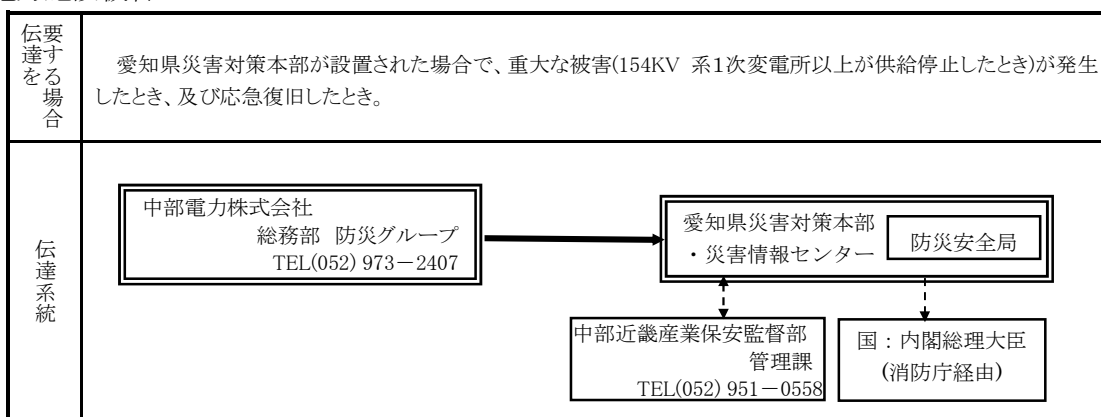 伝達を要する場合
愛知県災害対策本部が設置された場合で、重大な被害(154KV 系1次変電所以上が供給停止したとき)が発生
したとき、及び応急復旧したとき。
伝達系統
中部電力株式会社
総務部 防災グループ
TEL(052) 973－2407
愛知県災害対策本部
・災害情報センター
防災安全局
中部近畿産業保安監督部
管理課
TEL(052) 951－0558
国：内閣総理大臣
(消防庁経由)